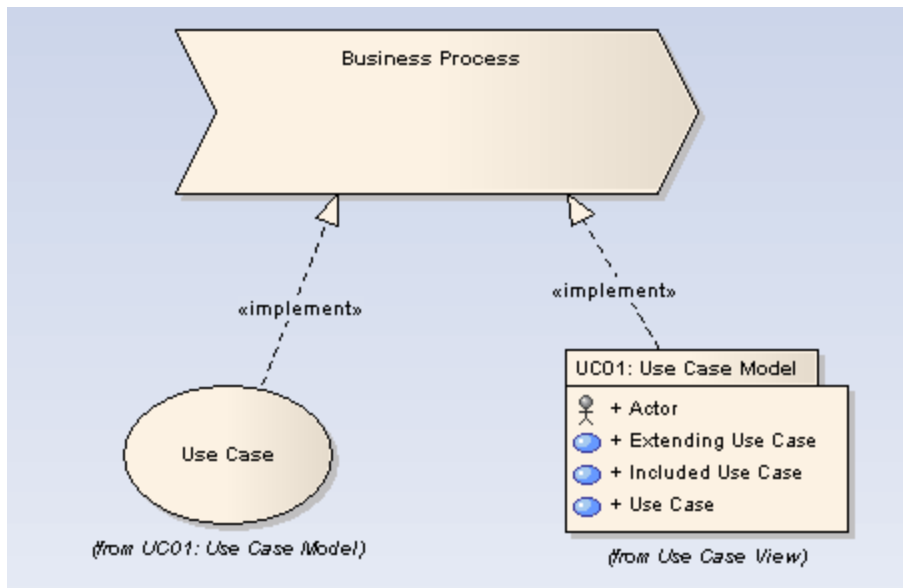 Business Process
«implement»
«implement»
UC01: Use Case Model
+ Actor
+ Extending Use Case
+ Included Use Case
+ Use Case
Use Case
(from UC01: Use Case Model)
(from Use Case View)